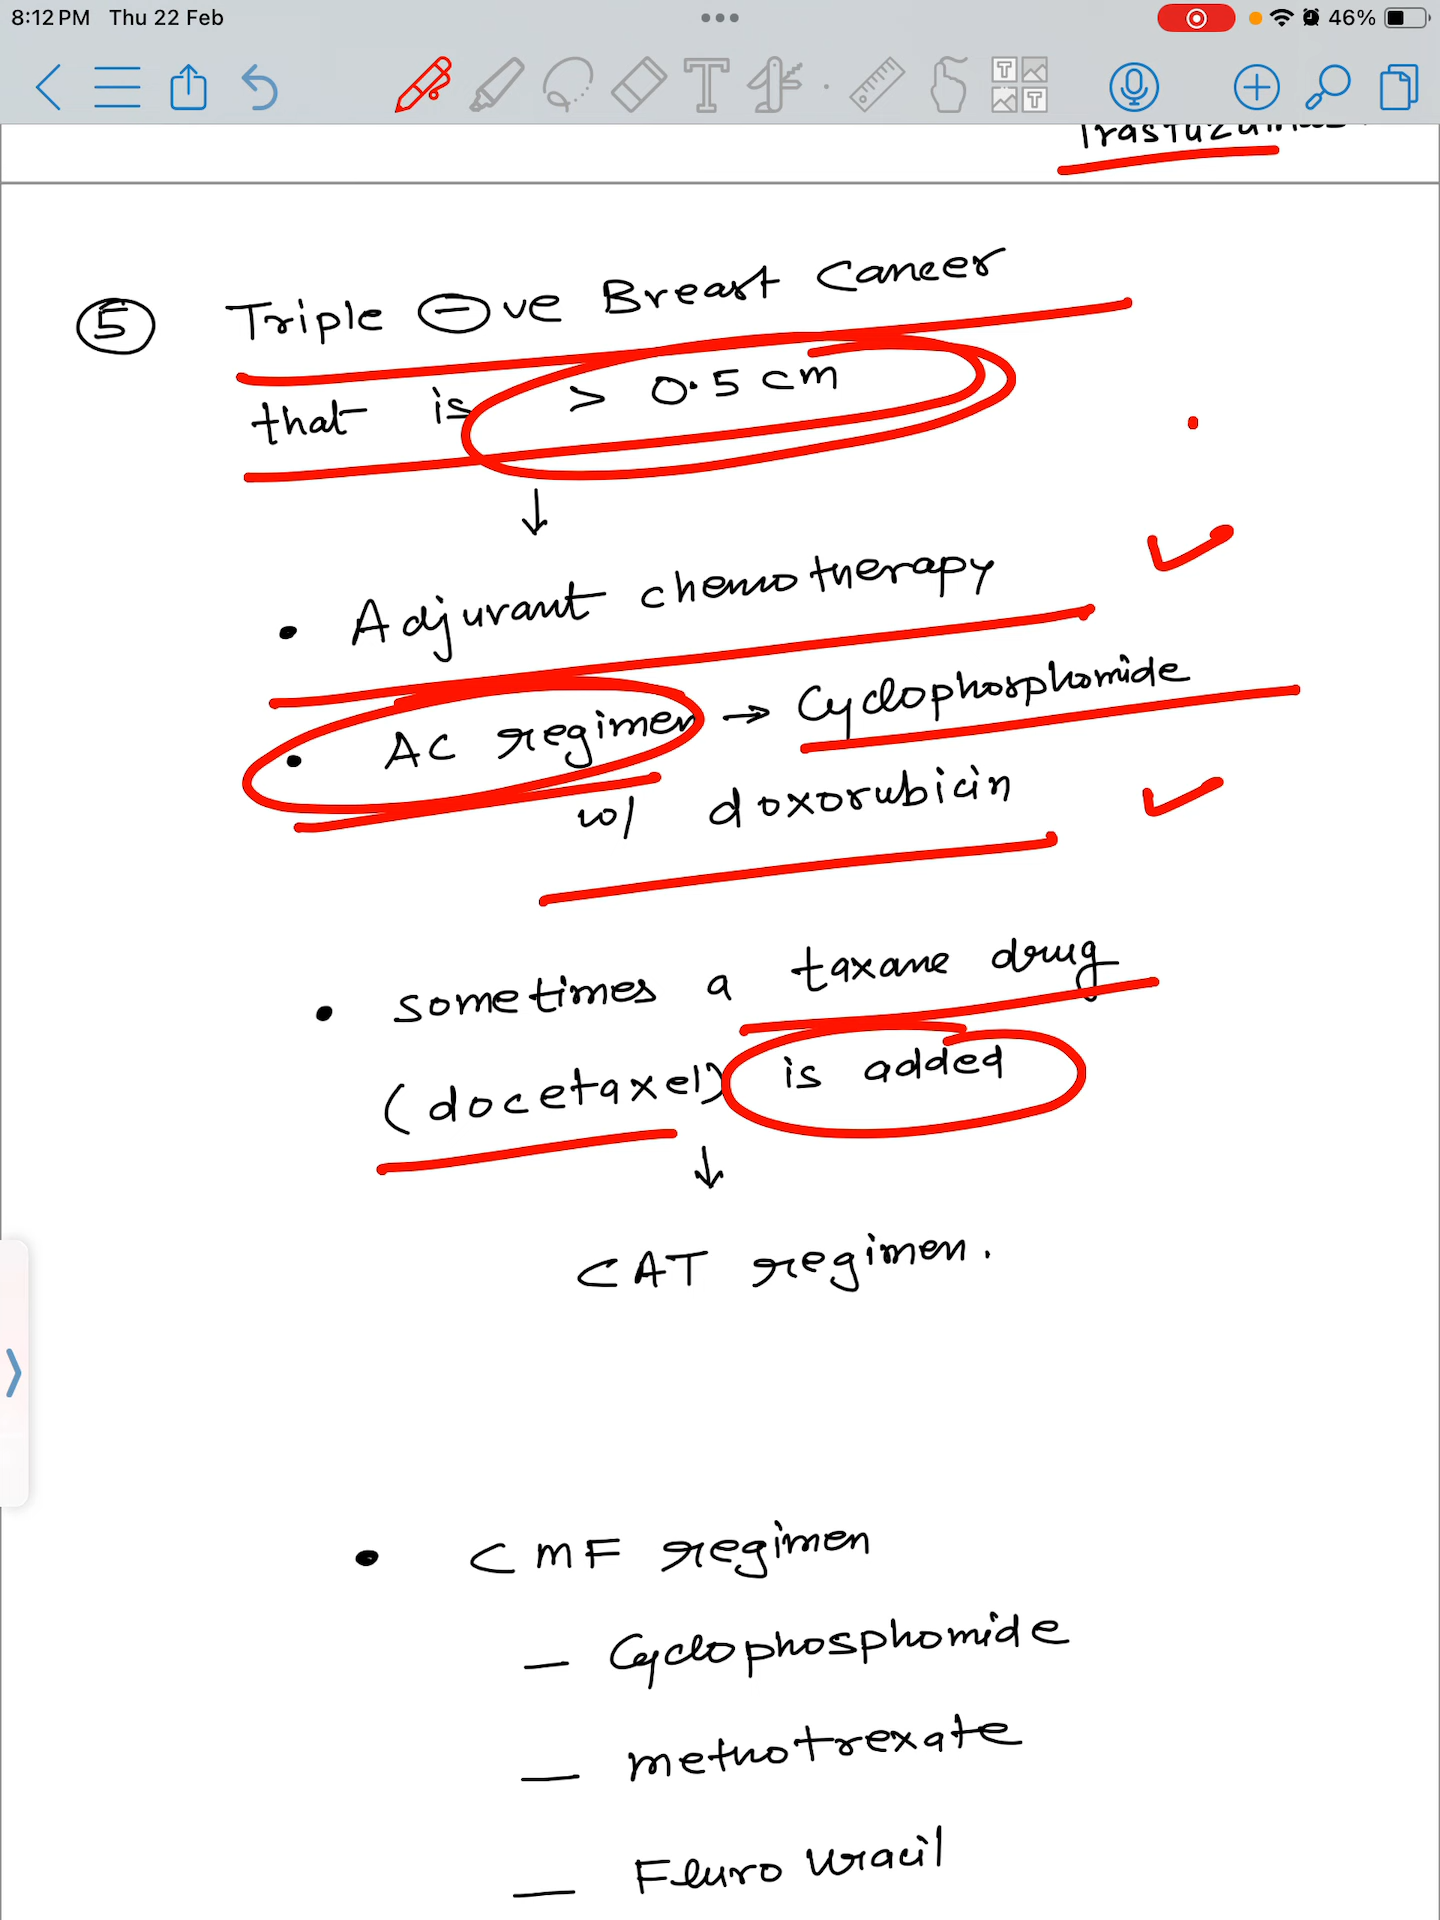 8:12 PM Thu 22 Feb
46%
5 Triple ⊖ve Breast Cancer
that is > 0.5 cm
↓
• Adjuvant chemotherapy
• AC regimen → Cyclophosphomide
w/ doxorubicin
• sometimes a taxane drug
(docetaxel) is added
↓
CAT regimen.
• CMF regimen
— Cyclophosphomide
— methotrexate
— Fluro uracil